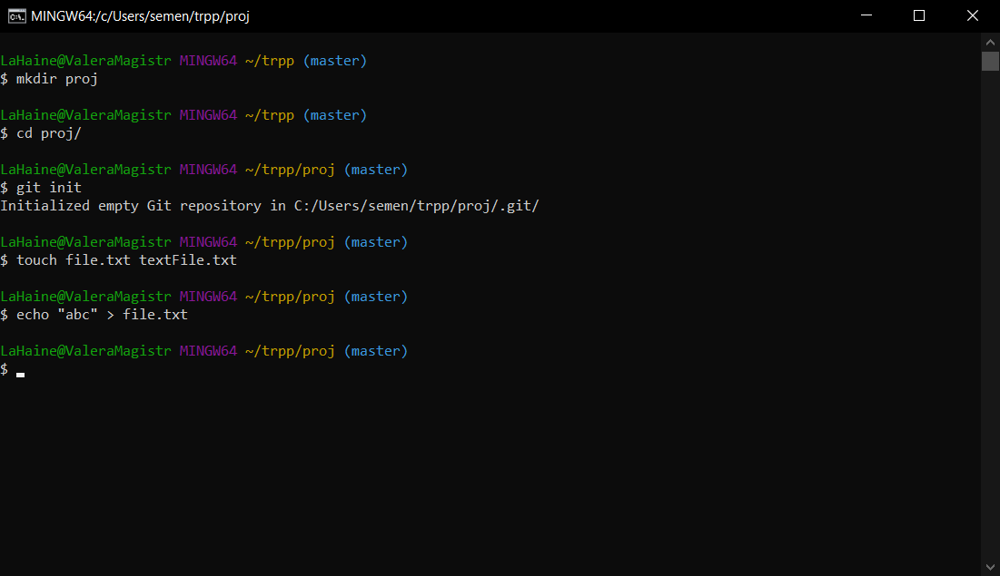 MINGW64:/c/Users/semen/trpp/proj
LaHaine@ValeraMagistr MINGW64 ~/trpp (master)
$ mkdir proj
LaHaine@ValeraMagistr MINGW64 ~/trpp (master)
$ cd proj/
LaHaine@ValeraMagistr MINGW64 ~/trpp/proj (master)
$ git init
Initialized empty Git repository in C:/Users/semen/trpp/proj/.git/
LaHaine@ValeraMagistr MINGW64 ~/trpp/proj (master)
$ touch file.txt textFile.txt
LaHaine@ValeraMagistr MINGW64 ~/trpp/proj (master)
$ echo "abc" > file.txt
LaHaine@ValeraMagistr MINGW64 ~/trpp/proj (master)
$